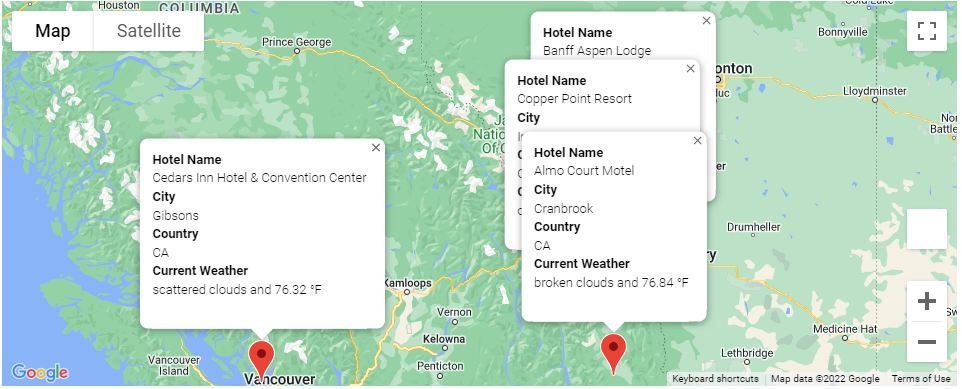 Houston
COLUMBIA
Cold Lake
Map
Satellite
Bonnyville
Prince George
Lloydminster
Hotel Name
Banff Aspen Lodge
Hotel Name
Copper Point Resort
City
Hotel Name
Almo Court Motel
City
Cranbrook
Country
CA
Current Weather
broken clouds and 76.84 °F
Hotel Name
Cedars Inn Hotel & Convention Center
City
Gibsons
Country
CA
Current Weather
scattered clouds and 76.32 °F
Drumheller
Kamloops
Vernon
Kelowna
Penticton
Medicine Hat
Lethbridge
Vancouver
Island
Vancouver
Google
Keyboard shortcuts
Map data ©2022 Google
Terms of Use